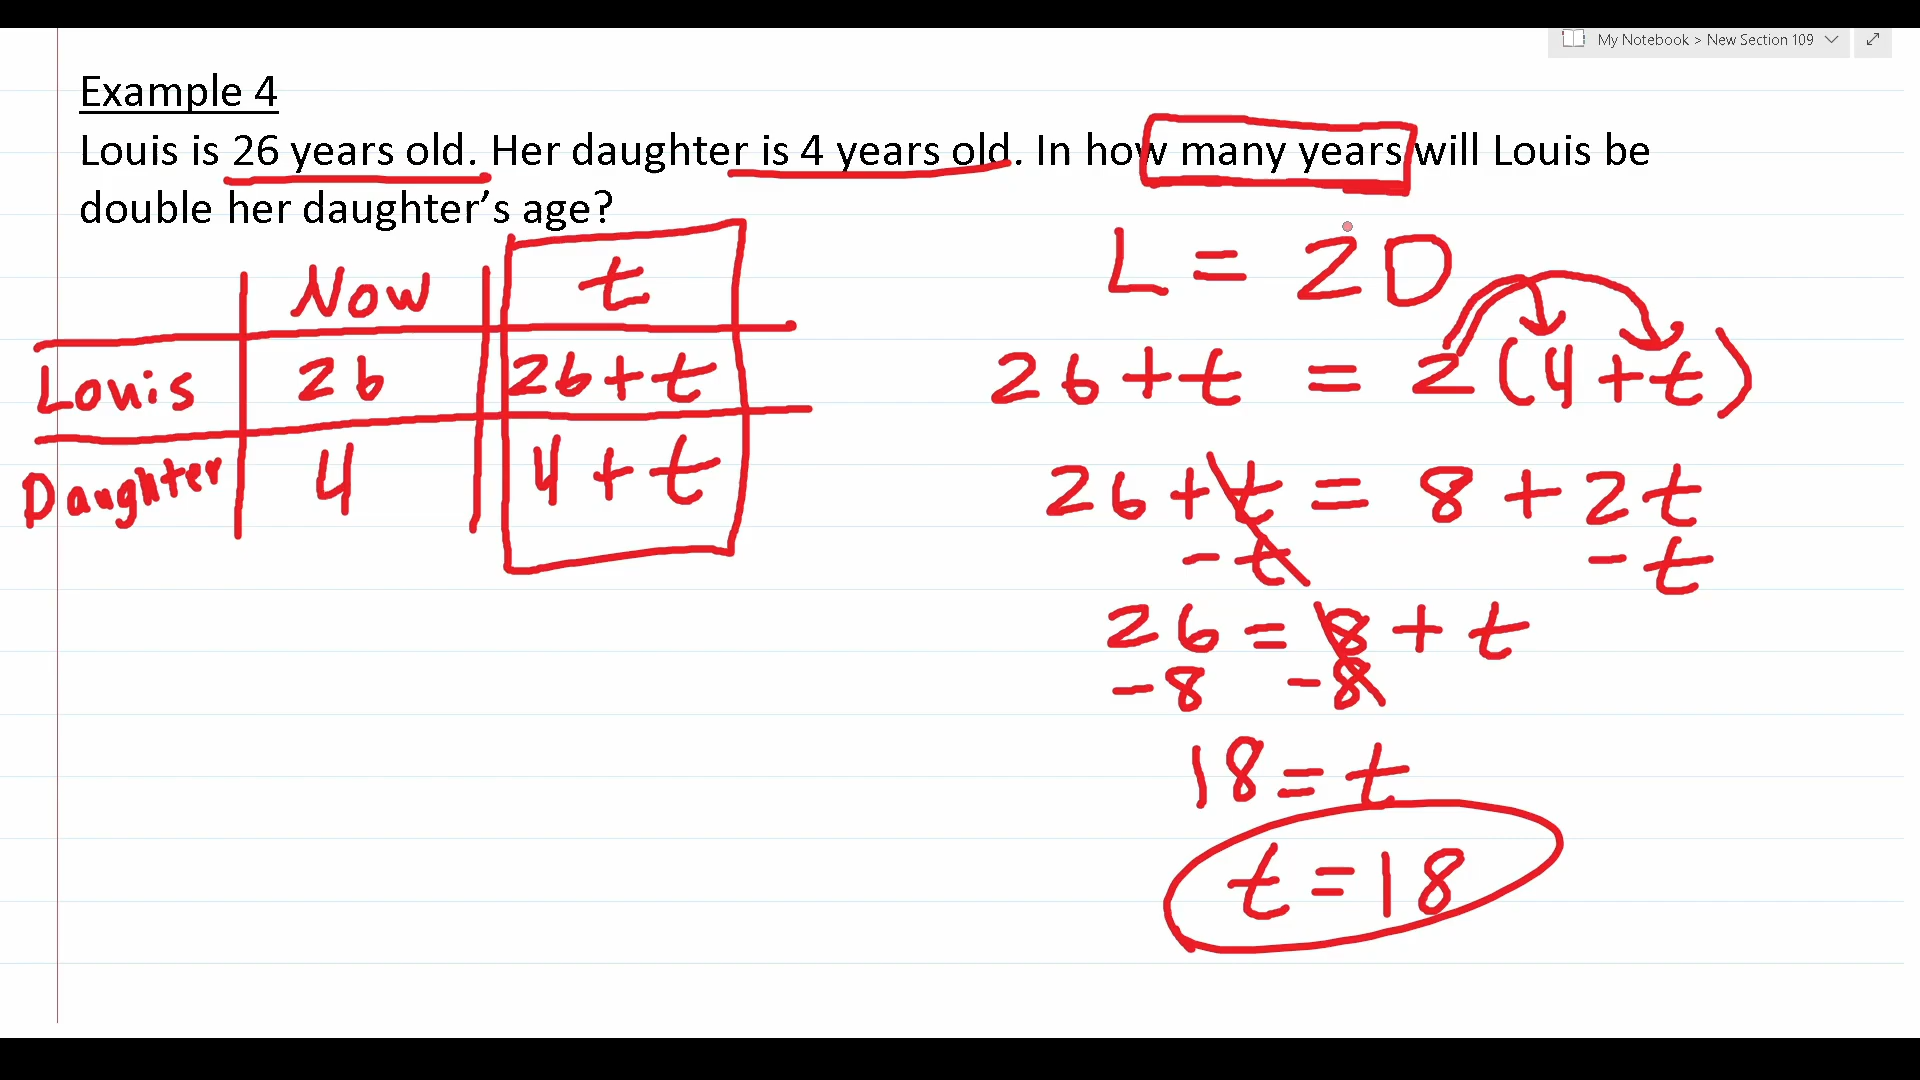 My Notebook > New Section 109
Example 4
Louis is 26 years old. Her daughter is 4 years old. In how many years will Louis be
double her daughter’s age?
Now t
Louis 26 26+t
Daughter 4 4+t
L = 2D
26+t = 2(4+t)
26+t = 8+2t
-t -t
26 = 8+t
-8 -8
18=t
t=18